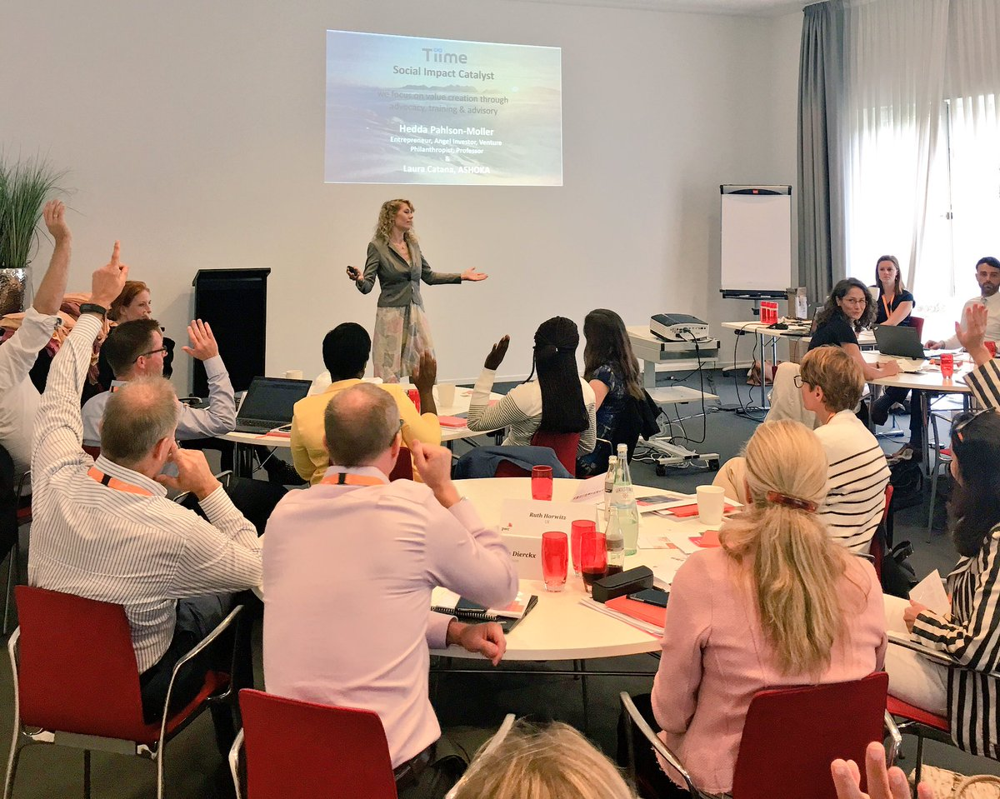 Tiime
Social Impact Catalyst
we focus on value creation through
advocacy, training & advisory
Hedda Pahlson-Moller
Entrepreneur, Angel Investor, Venture
Philanthropist, Professor
&
Laura Catana, ASHOKA
Ruth Horwitz
pwc
Dierckx